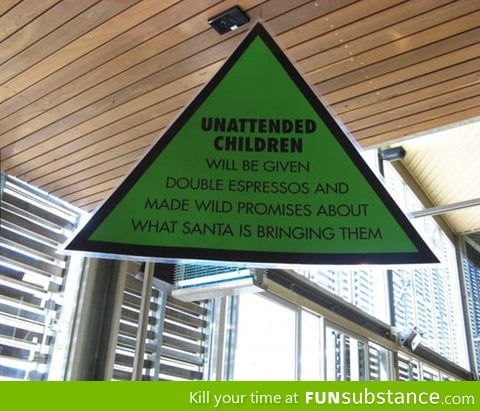 UNATTENDED
CHILDREN
WILL BE GIVEN
DOUBLE ESPRESSOS AND
MADE WILD PROMISES ABOUT
WHAT SANTA IS BRINGING THEM
Kill your time at FUNsubstance.com